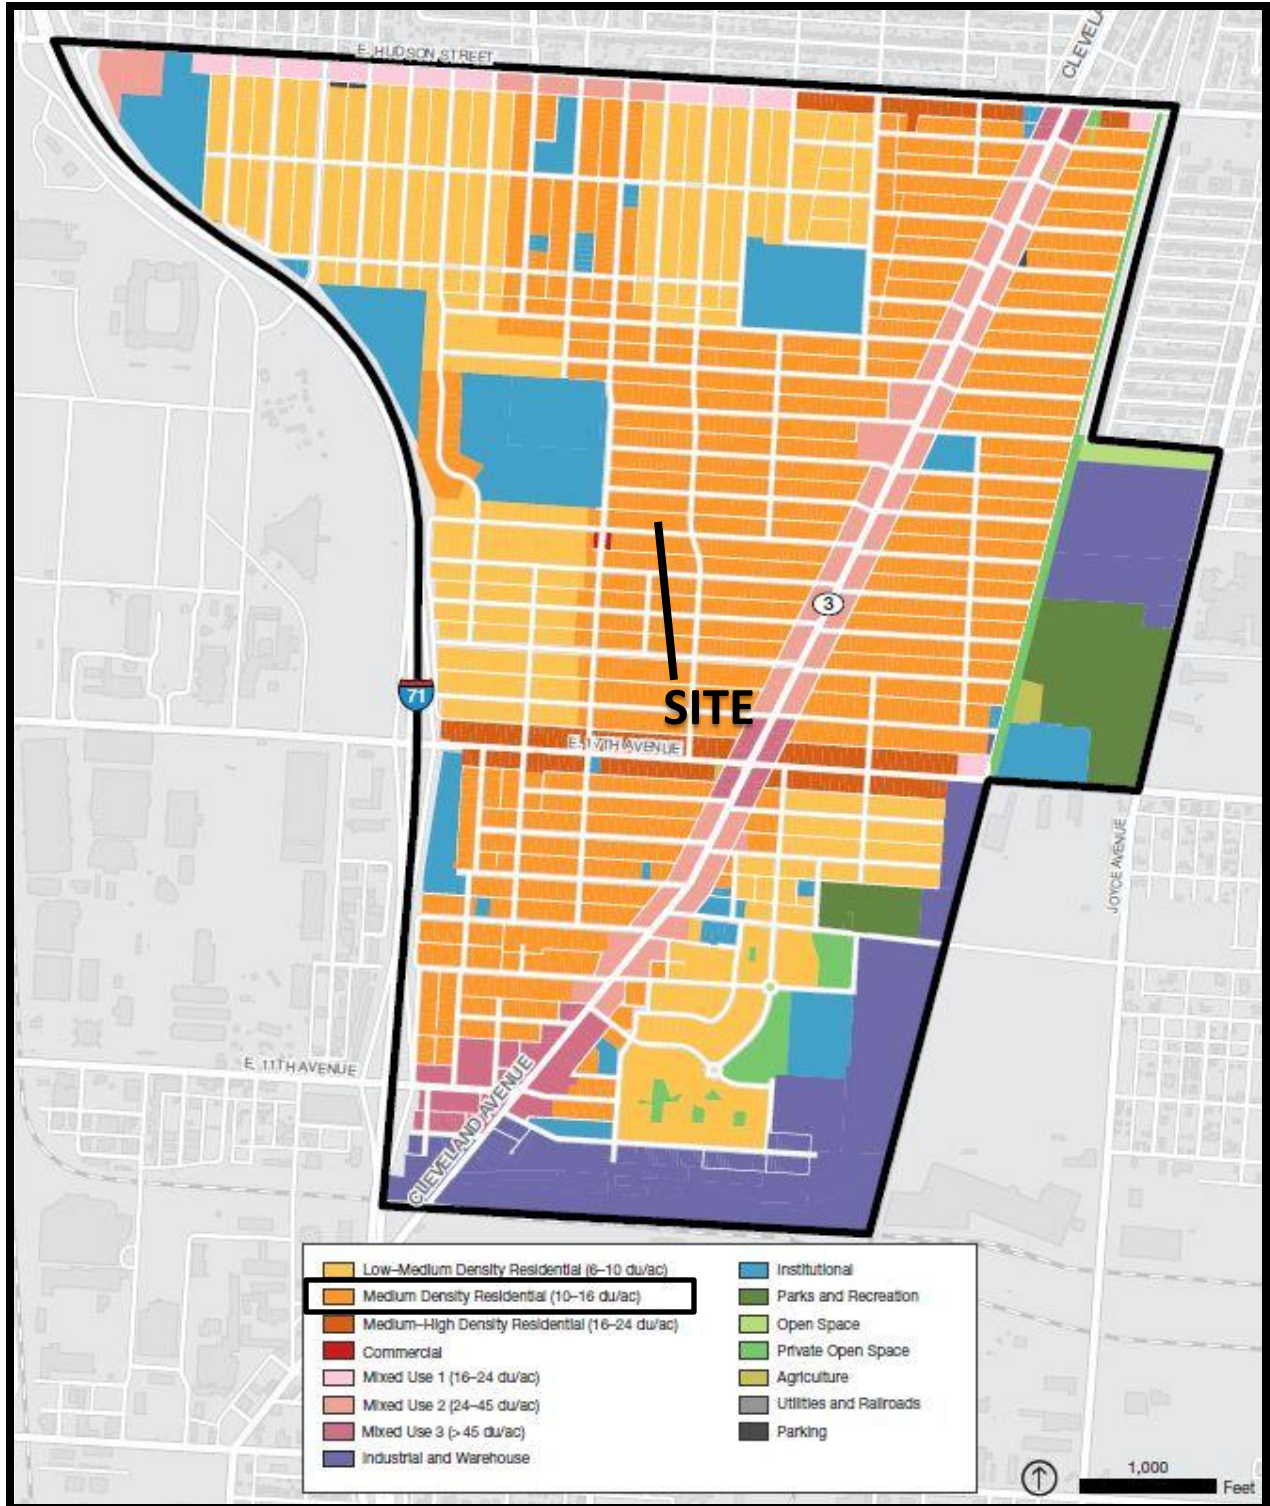 E. HUDSON STREET
CLEVELA
3
71
SITE
E. 17TH AVENUE
JOYCE AVENUE
E. 11TH AVENUE
CLEVELAND AVENUE
Low–Medium Density Residential (6–10 du/ac)
Medium Density Residential (10–16 du/ac)
Medium–High Density Residential (16–24 du/ac)
Commercial
Mixed Use 1 (16–24 du/ac)
Mixed Use 2 (24–45 du/ac)
Mixed Use 3 (> 45 du/ac)
Industrial and Warehouse
Institutional
Parks and Recreation
Open Space
Private Open Space
Agriculture
Utilities and Railroads
Parking
1,000
Feet